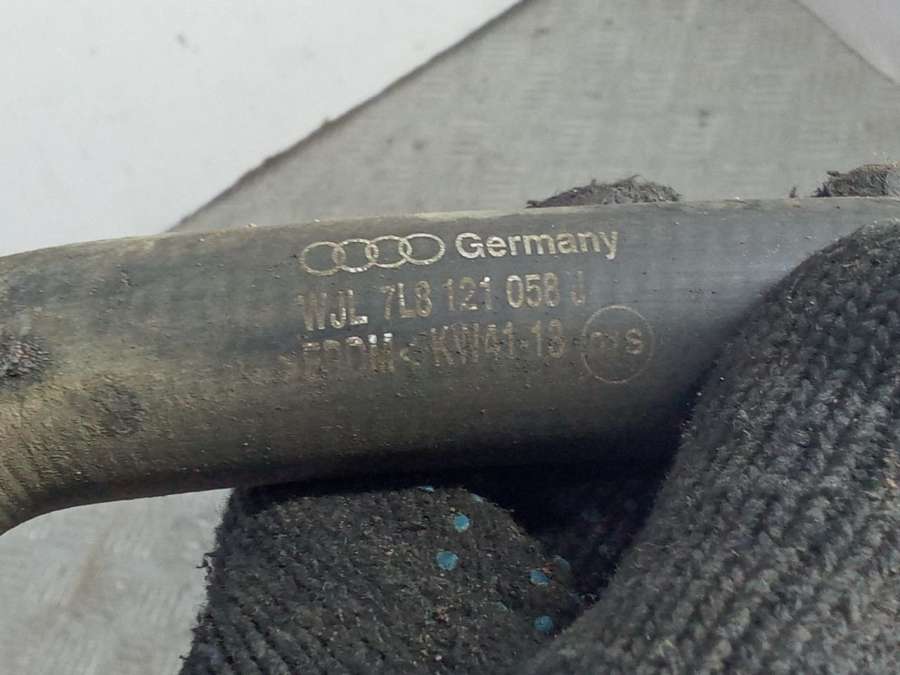 Germany
WJL 7L8 121 058 J
>EPDM< KW41-13